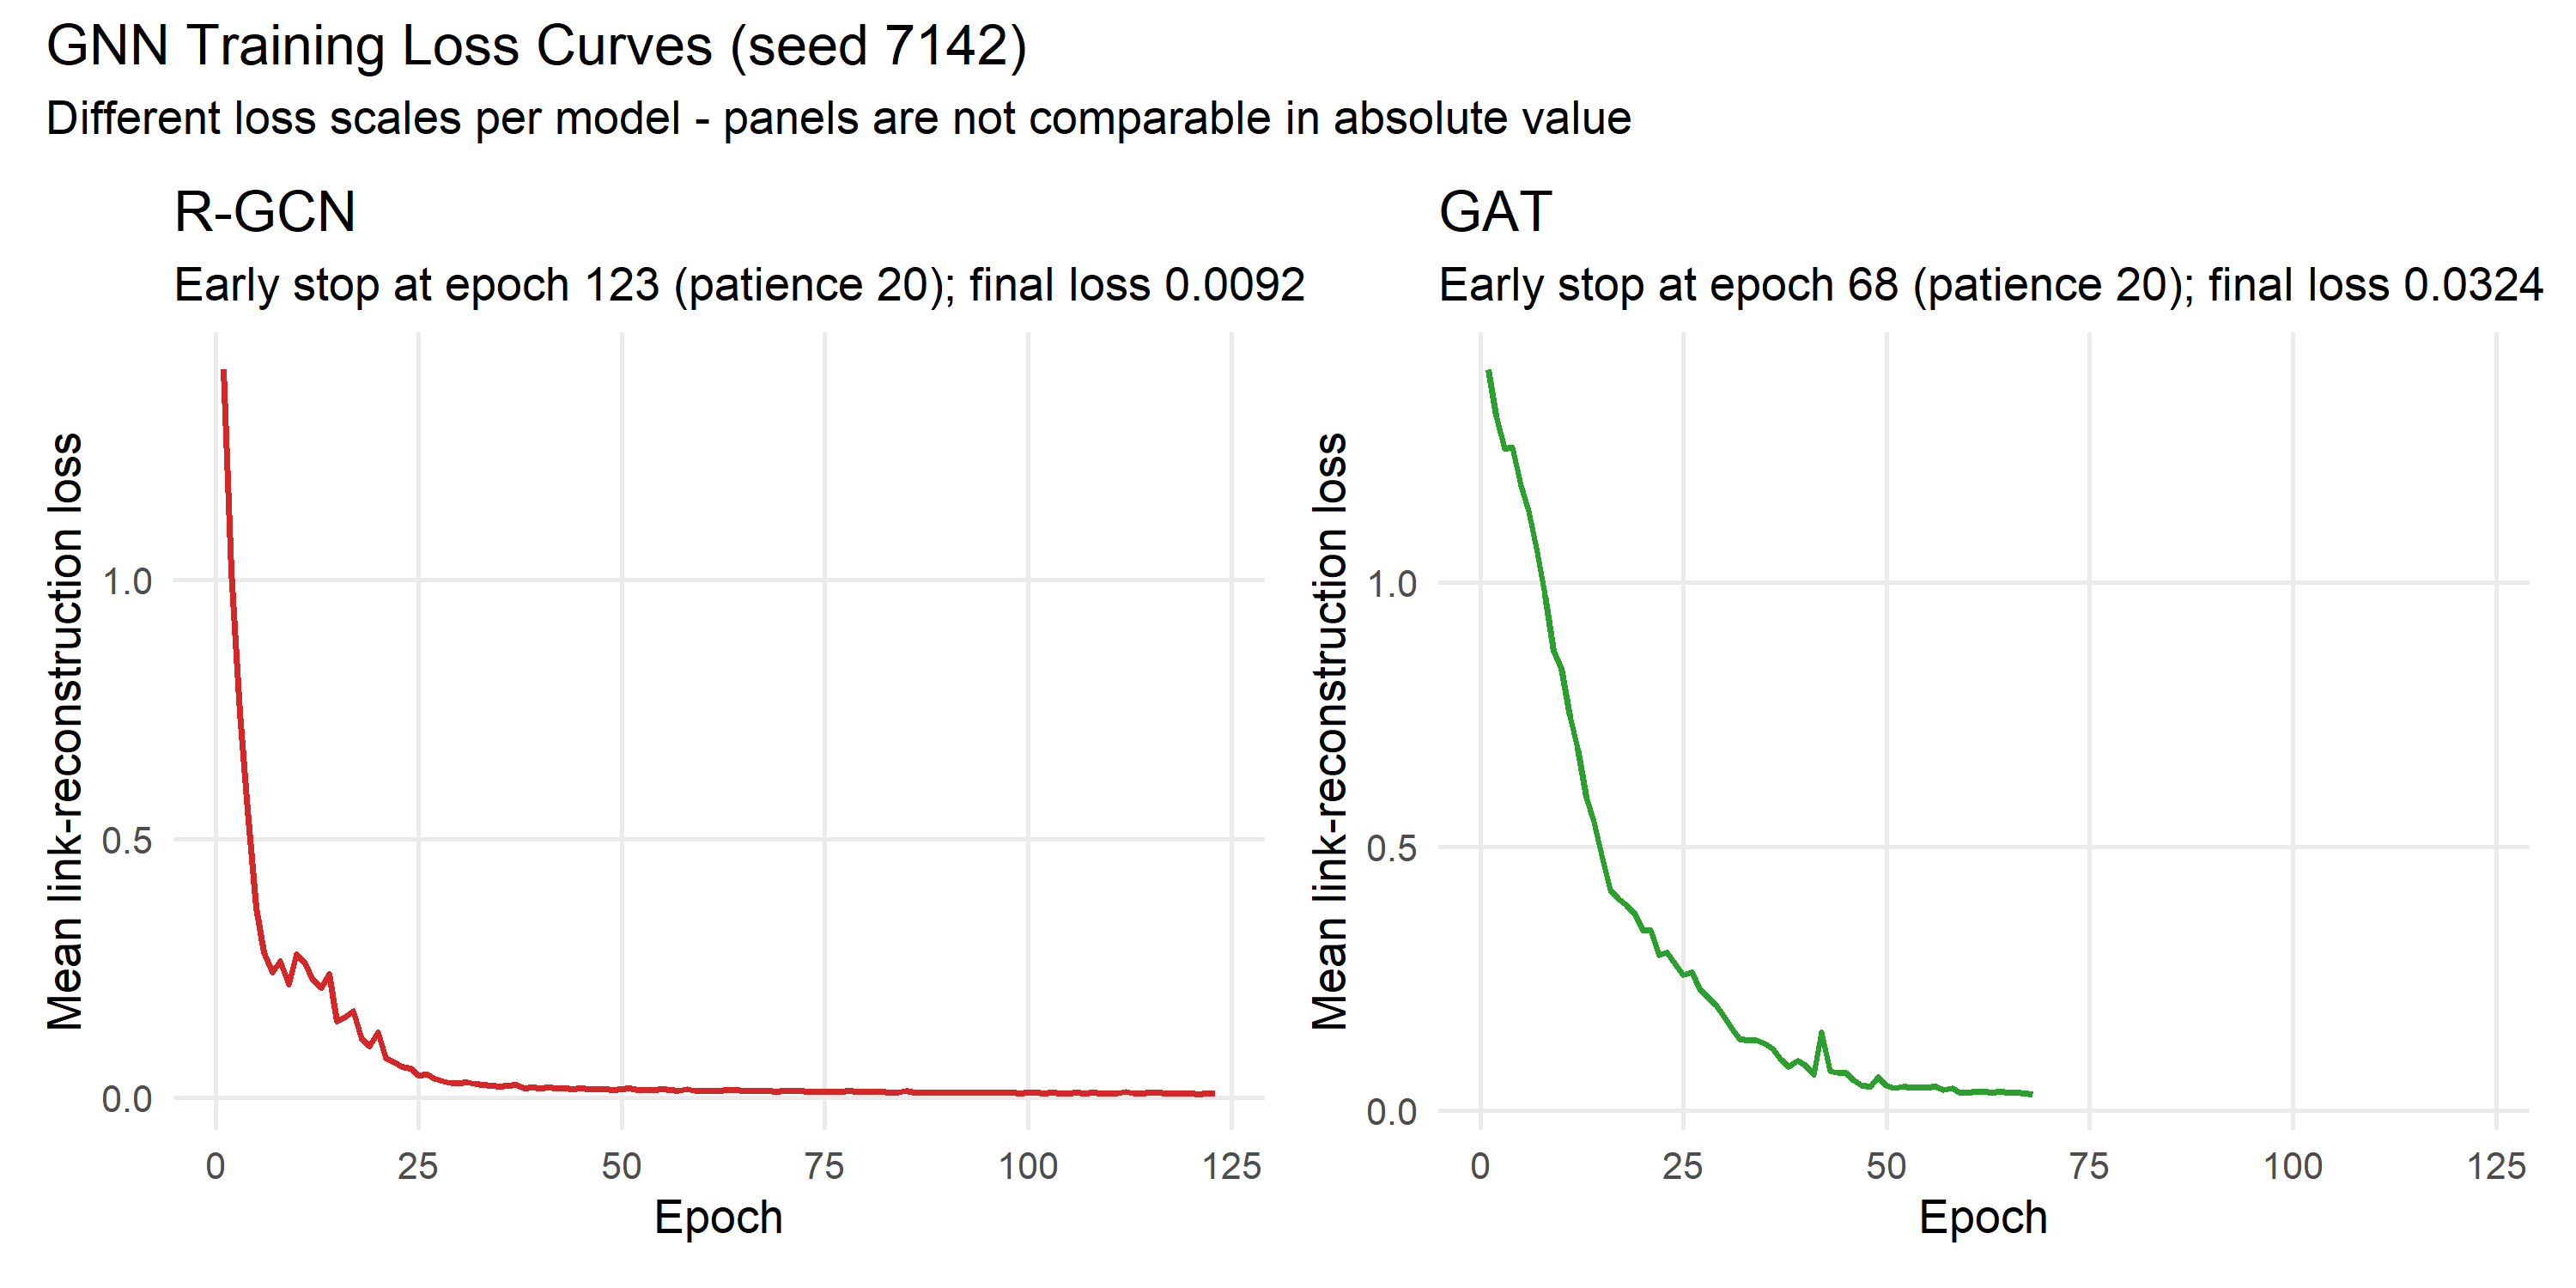 GNN Training Loss Curves (seed 7142)
Different loss scales per model - panels are not comparable in absolute value
R-GCN
Early stop at epoch 123 (patience 20); final loss 0.0092
Mean link-reconstruction loss
1.0
0.5
0.0
0 25 50 75 100 125
Epoch
GAT
Early stop at epoch 68 (patience 20); final loss 0.0324
Mean link-reconstruction loss
1.0
0.5
0.0
0 25 50 75 100 125
Epoch